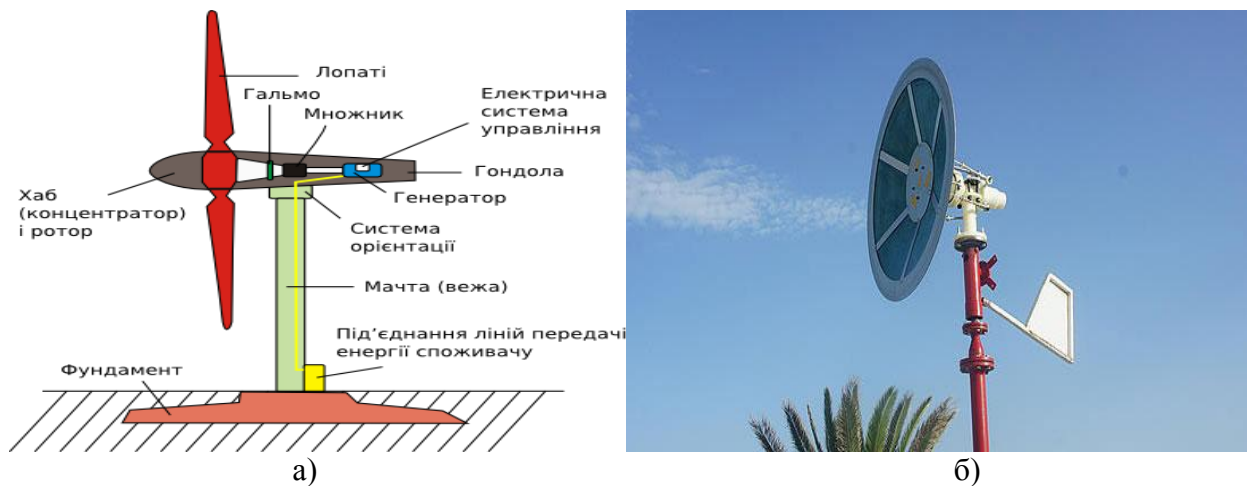 Лопаті
Гальмо
Множник
Електрична
система
управління
Гондола
Генератор
Хаб
(концентратор)
і ротор
Система
орієнтації
Мачта (вежа)
Під’єднання ліній передачі
енергії споживачу
Фундамент
а)
б)